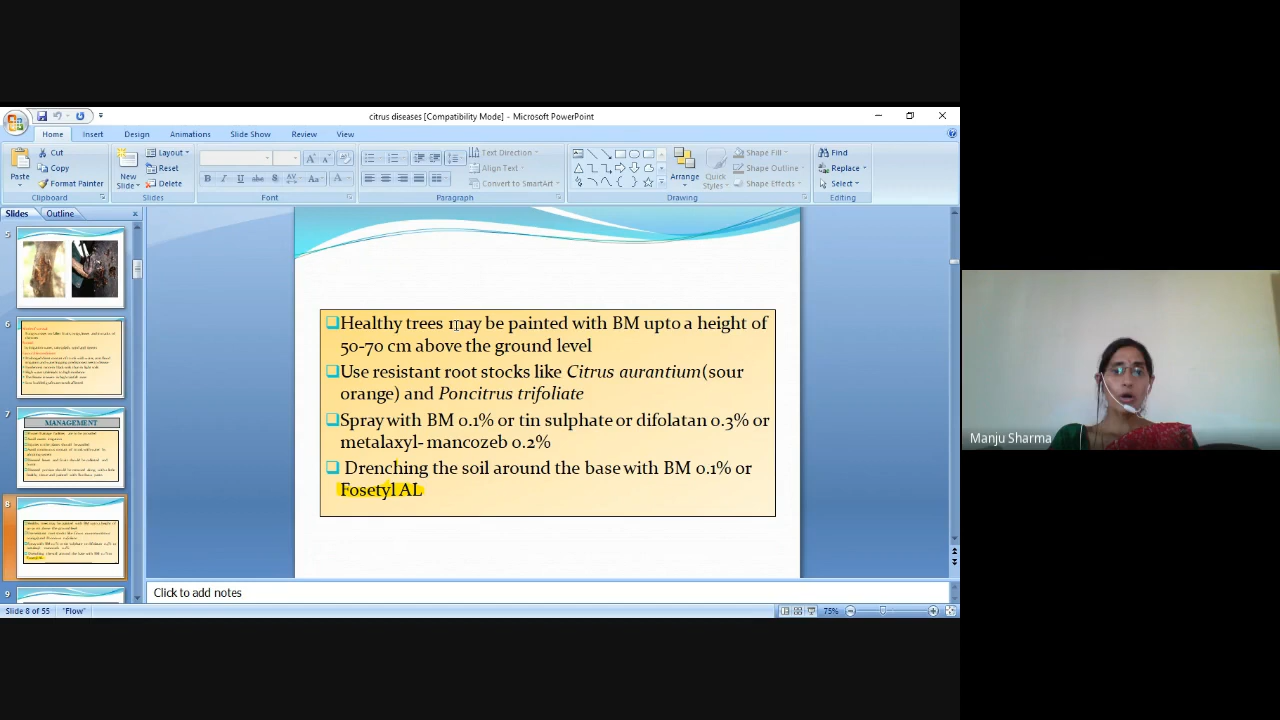 citrus diseases [Compatibility Mode] - Microsoft PowerPoint
Home Insert Design Animations Slide Show Review View
Cut Layout Text Direction Shape Fill Find
Paste Copy New Slide Reset Align Text Arrange Quick Styles Shape Outline Replace
Format Painter Delete Convert to SmartArt Shape Effects Select
Clipboard Slides Font Paragraph Drawing Editing
Slides Outline
5
6
7
MANAGEMENT
8
9
Healthy trees may be painted with BM upto a height of
50-70 cm above the ground level
Use resistant root stocks like Citrus aurantium(sour
orange) and Poncitrus trifoliate
Spray with BM 0.1% or tin sulphate or difolatan 0.3% or
metalaxyl- mancozeb 0.2%
Drenching the soil around the base with BM 0.1% or
Fosetyl AL
Click to add notes
Slide 8 of 55 "Flow" 75%
Manju Sharma